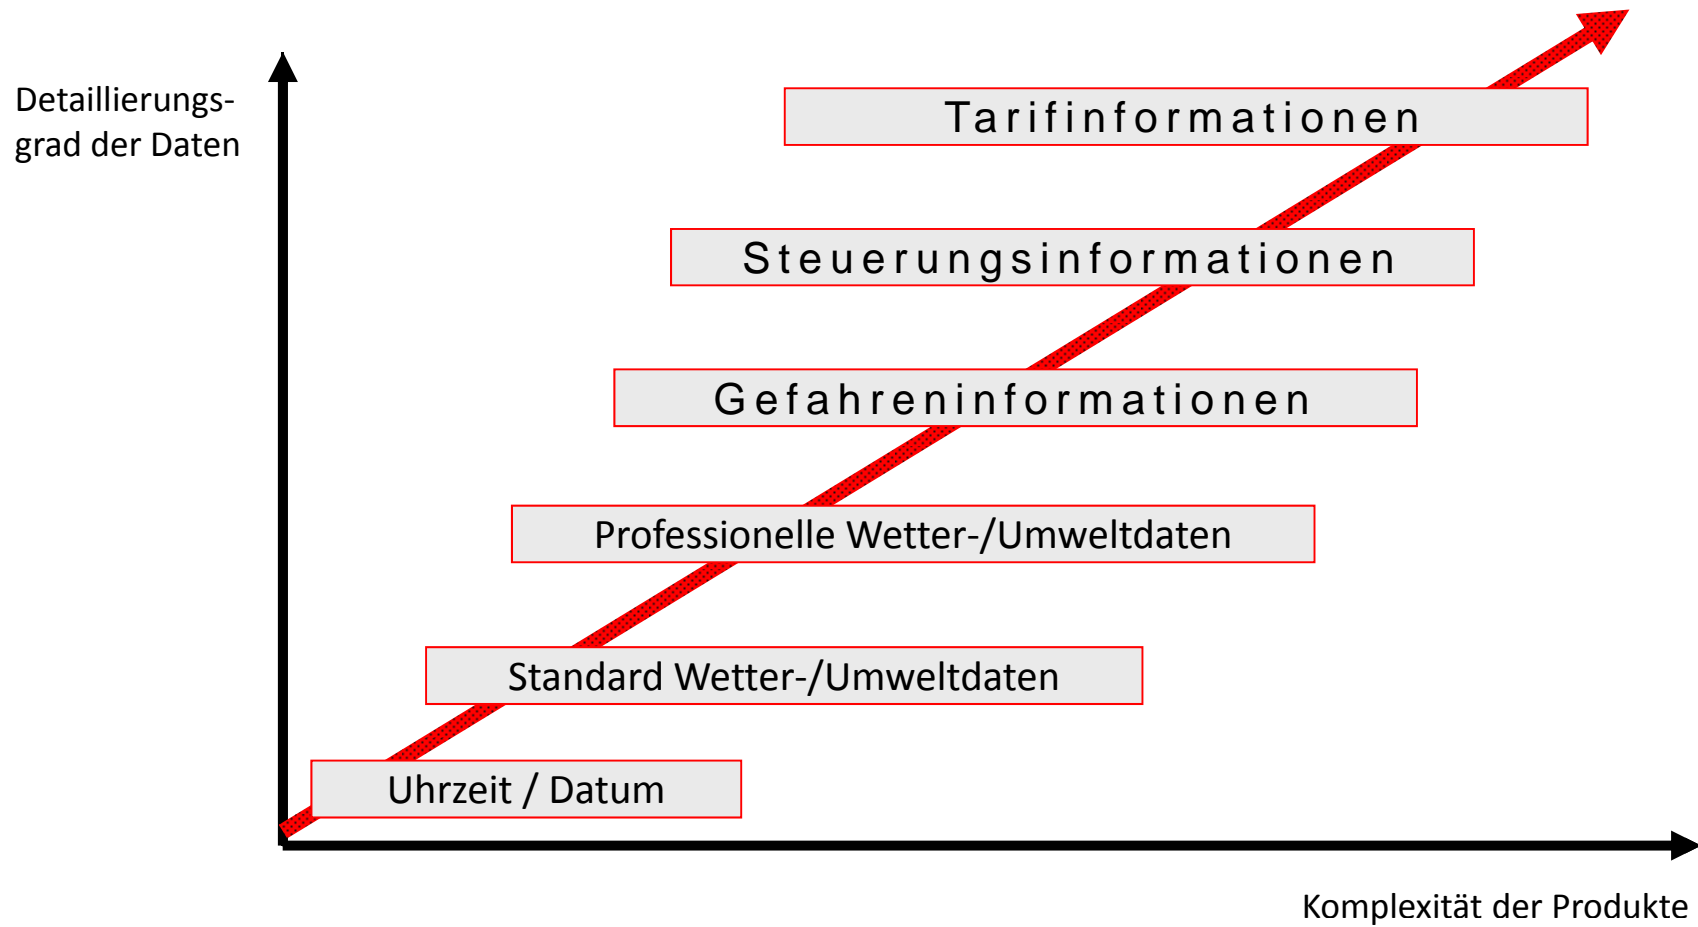 Detaillierungs-
grad der Daten
Tarifinformationen
Steuerungsinformationen
Gefahreninformationen
Professionelle Wetter-/Umweltdaten
Standard Wetter-/Umweltdaten
Uhrzeit / Datum
Komplexität der Produkte